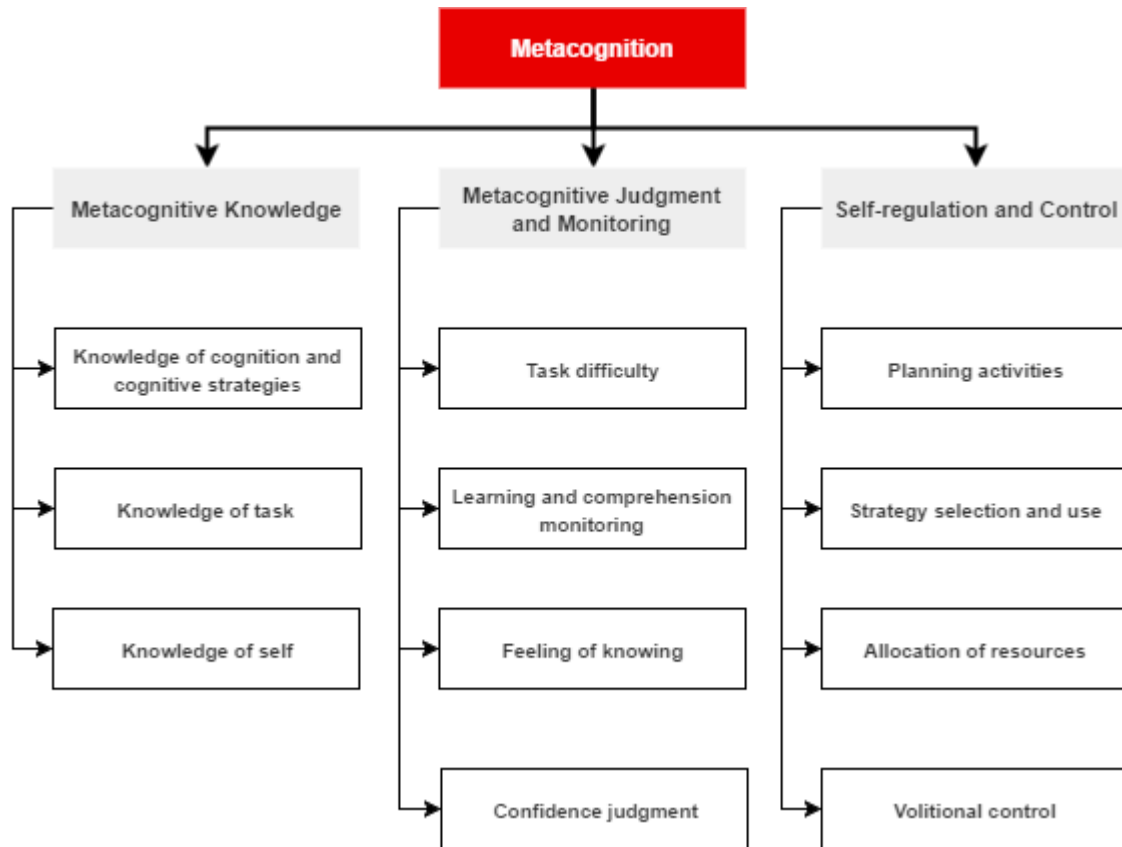 Metacognition
Metacognitive Knowledge
Metacognitive Judgment
and Monitoring
Self-regulation and Control
Knowledge of cognition and
cognitive strategies
Task difficulty
Planning activities
Knowledge of task
Learning and comprehension
monitoring
Strategy selection and use
Knowledge of self
Feeling of knowing
Allocation of resources
Confidence judgment
Volitional control